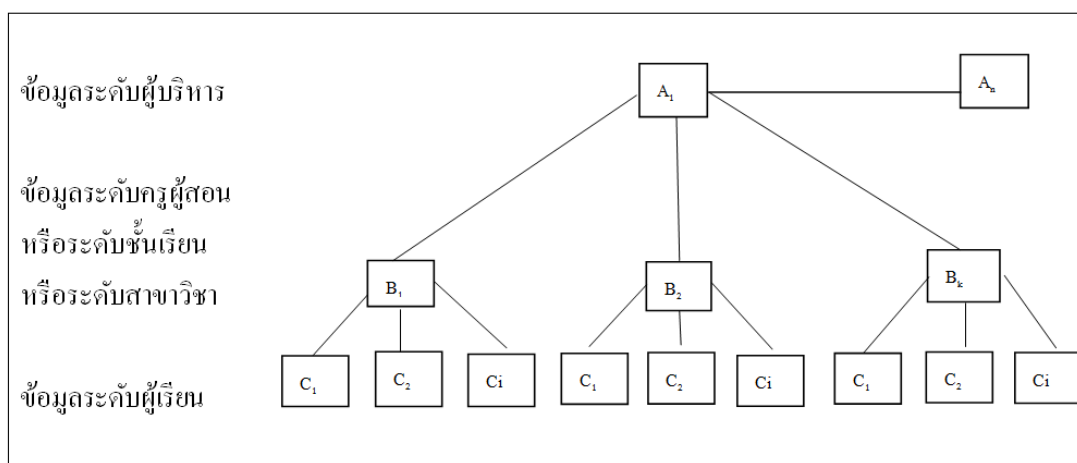 ข้อมูลระดับผู้บริหาร
A₁
Aₙ
ข้อมูลระดับครูผู้สอน
หรือระดับชั้นเรียน
หรือระดับสาขาวิชา
B₁
B₂
Bₖ
ข้อมูลระดับผู้เรียน
C₁ C₂ Ci C₁ C₂ Ci C₁ C₂ Ci